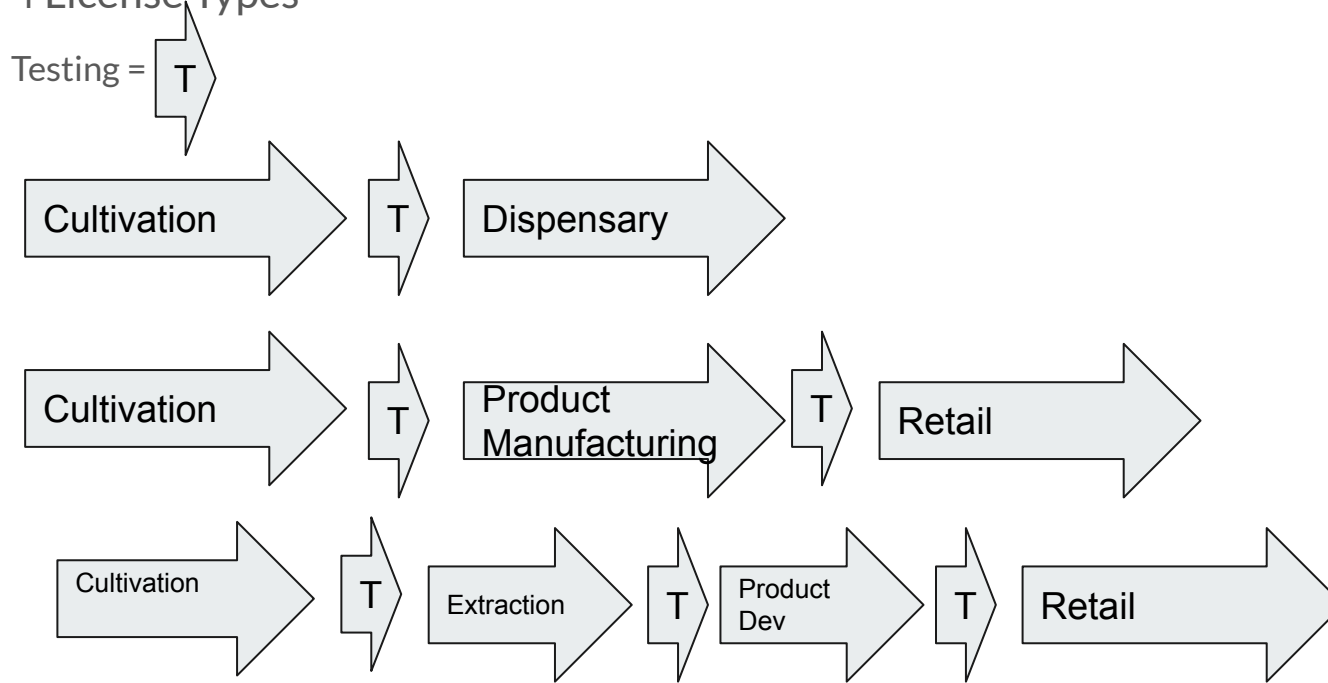 License Types
Testing = T
Cultivation T Dispensary
Cultivation T Product Manufacturing T Retail
Cultivation T Extraction T Product Dev T Retail